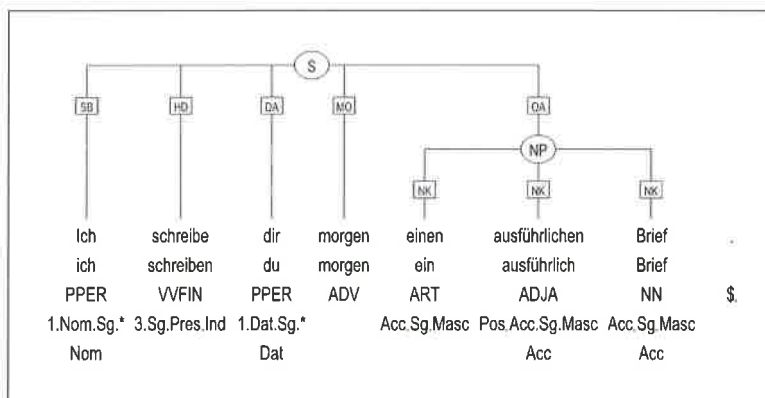 S
SB HD DA MO OA
NP
NK NK NK
Ich schreibe dir morgen einen ausführlichen Brief .
ich schreiben du morgen ein ausführlich Brief
PPER VVFIN PPER ADV ART ADJA NN $.
1.Nom.Sg.* 3.Sg.Pres.Ind 1.Dat.Sg.* Acc.Sg.Masc Pos.Acc.Sg.Masc Acc.Sg.Masc
Nom Dat Acc Acc